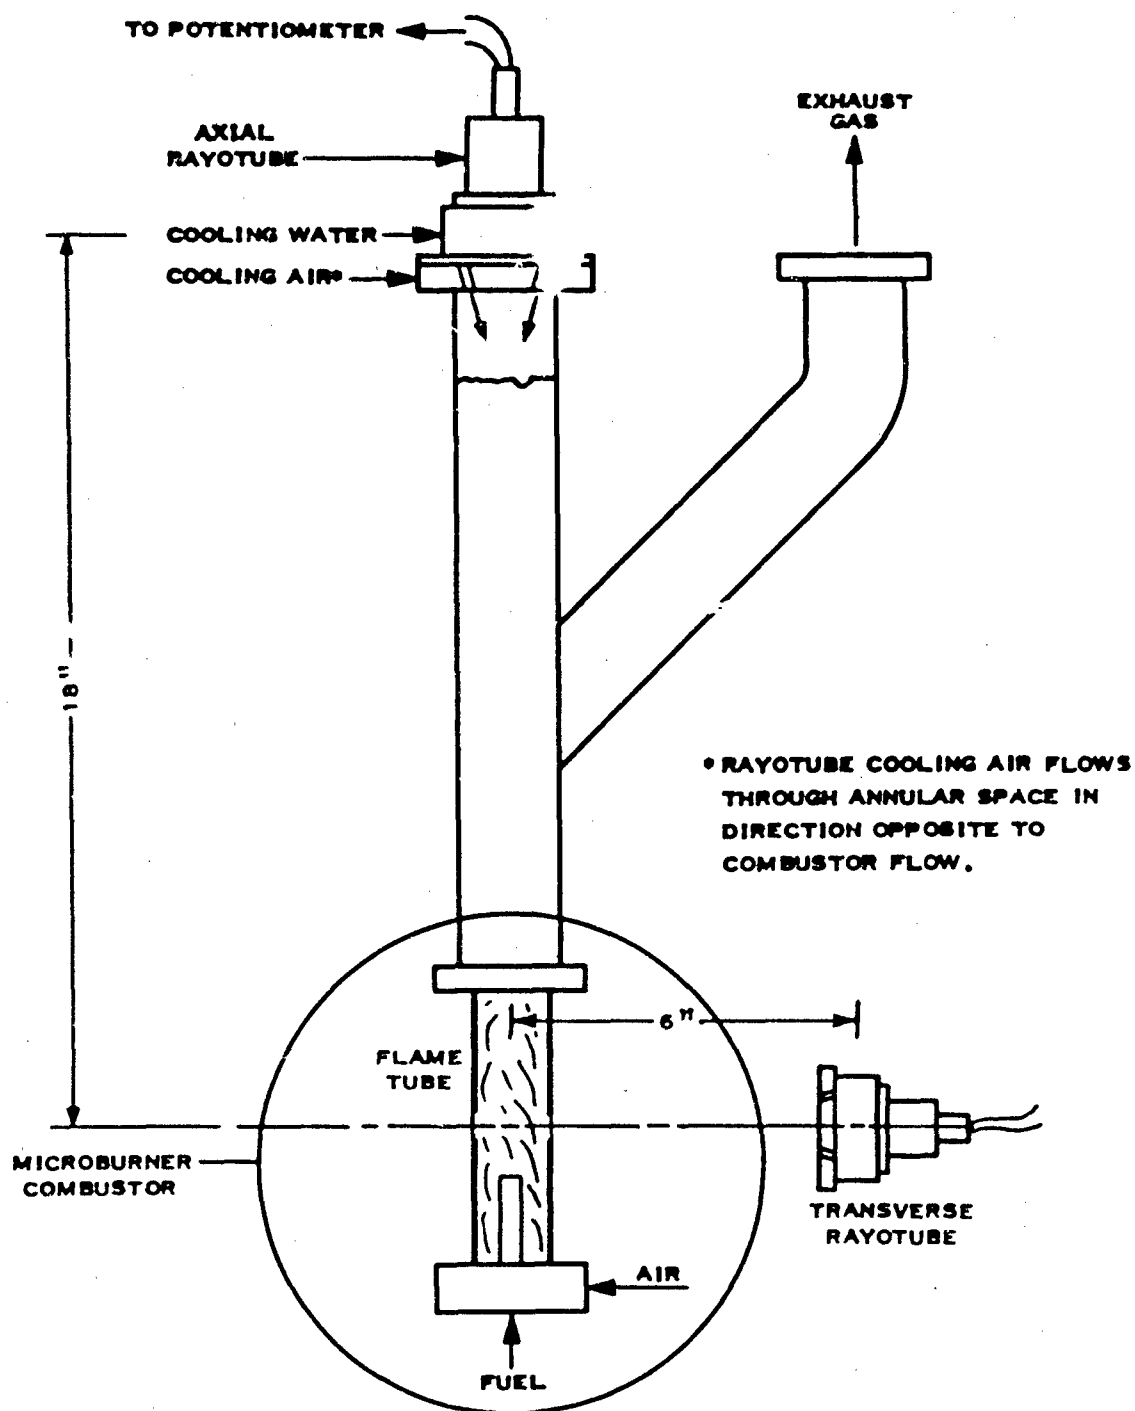 TO POTENTIOMETER
EXHAUST
GAS
AXIAL
RAYOTUBE
COOLING WATER
COOLING AIR*
18"
6"
* RAYOTUBE COOLING AIR FLOWS
THROUGH ANNULAR SPACE IN
DIRECTION OPPOSITE TO
COMBUSTOR FLOW.
FLAME
TUBE
MICROBURNER
COMBUSTOR
TRANSVERSE
RAYOTUBE
AIR
FUEL